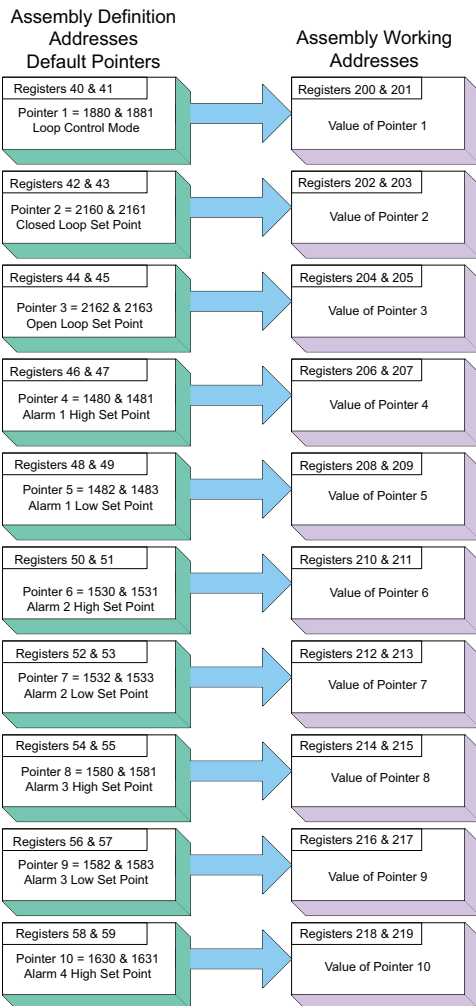 Assembly Definition
Addresses
Default Pointers
Assembly Working
Addresses
Registers 40 & 41
Pointer 1 = 1880 & 1881
Loop Control Mode
Registers 200 & 201
Value of Pointer 1
Registers 42 & 43
Pointer 2 = 2160 & 2161
Closed Loop Set Point
Registers 202 & 203
Value of Pointer 2
Registers 44 & 45
Pointer 3 = 2162 & 2163
Open Loop Set Point
Registers 204 & 205
Value of Pointer 3
Registers 46 & 47
Pointer 4 = 1480 & 1481
Alarm 1 High Set Point
Registers 206 & 207
Value of Pointer 4
Registers 48 & 49
Pointer 5 = 1482 & 1483
Alarm 1 Low Set Point
Registers 208 & 209
Value of Pointer 5
Registers 50 & 51
Pointer 6 = 1530 & 1531
Alarm 2 High Set Point
Registers 210 & 211
Value of Pointer 6
Registers 52 & 53
Pointer 7 = 1532 & 1533
Alarm 2 Low Set Point
Registers 212 & 213
Value of Pointer 7
Registers 54 & 55
Pointer 8 = 1580 & 1581
Alarm 3 High Set Point
Registers 214 & 215
Value of Pointer 8
Registers 56 & 57
Pointer 9 = 1582 & 1583
Alarm 3 Low Set Point
Registers 216 & 217
Value of Pointer 9
Registers 58 & 59
Pointer 10 = 1630 & 1631
Alarm 4 High Set Point
Registers 218 & 219
Value of Pointer 10